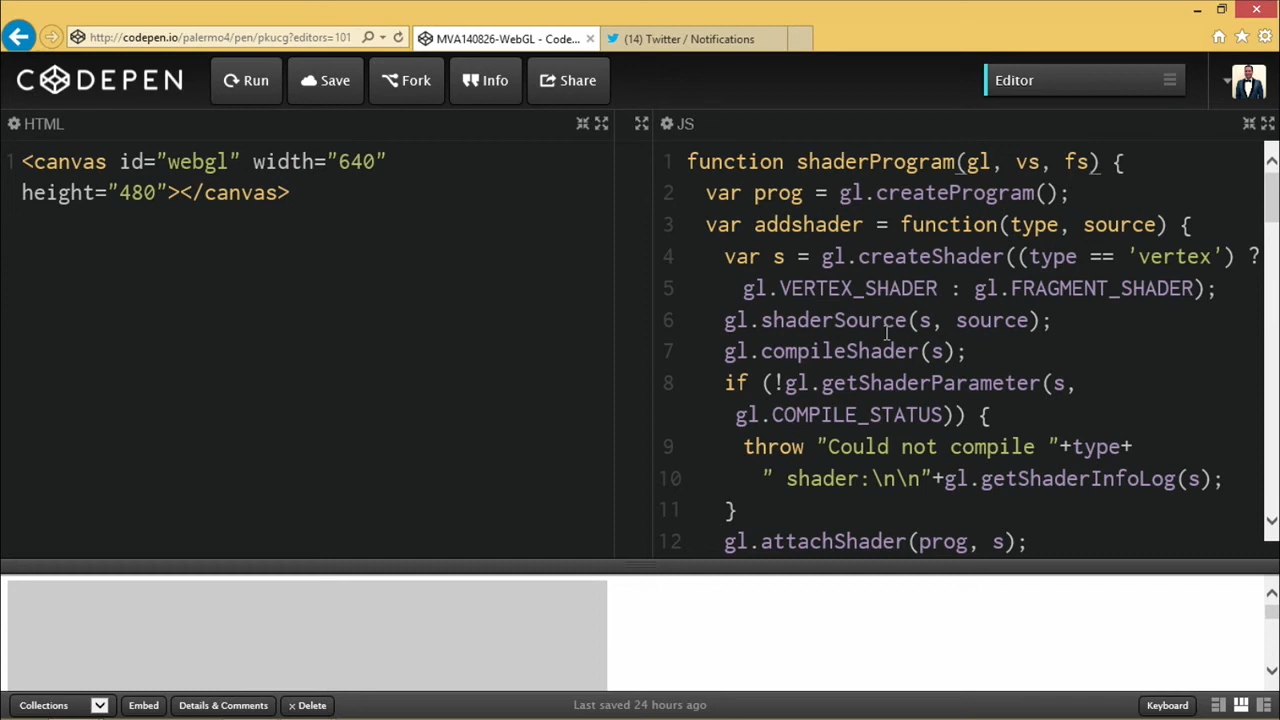 http://codepen.io/palermo4/pen/pkucg?editors=101
MVA140826-WebGL - Code...
(14) Twitter / Notifications
CODEPEN
Run
Save
Fork
Info
Share
Editor
HTML
1 <canvas id="webgl" width="640"
height="480"></canvas>
JS
1 function shaderProgram(gl, vs, fs) {
2 var prog = gl.createProgram();
3 var addshader = function(type, source) {
4 var s = gl.createShader((type == 'vertex') ?
5 gl.VERTEX_SHADER : gl.FRAGMENT_SHADER);
6 gl.shaderSource(s, source);
7 gl.compileShader(s);
8 if (!gl.getShaderParameter(s,
gl.COMPILE_STATUS)) {
9 throw "Could not compile "+type+
10 " shader:\n\n"+gl.getShaderInfoLog(s);
11 }
12 gl.attachShader(prog, s);
Collections
Embed
Details & Comments
× Delete
Last saved 24 hours ago
Keyboard